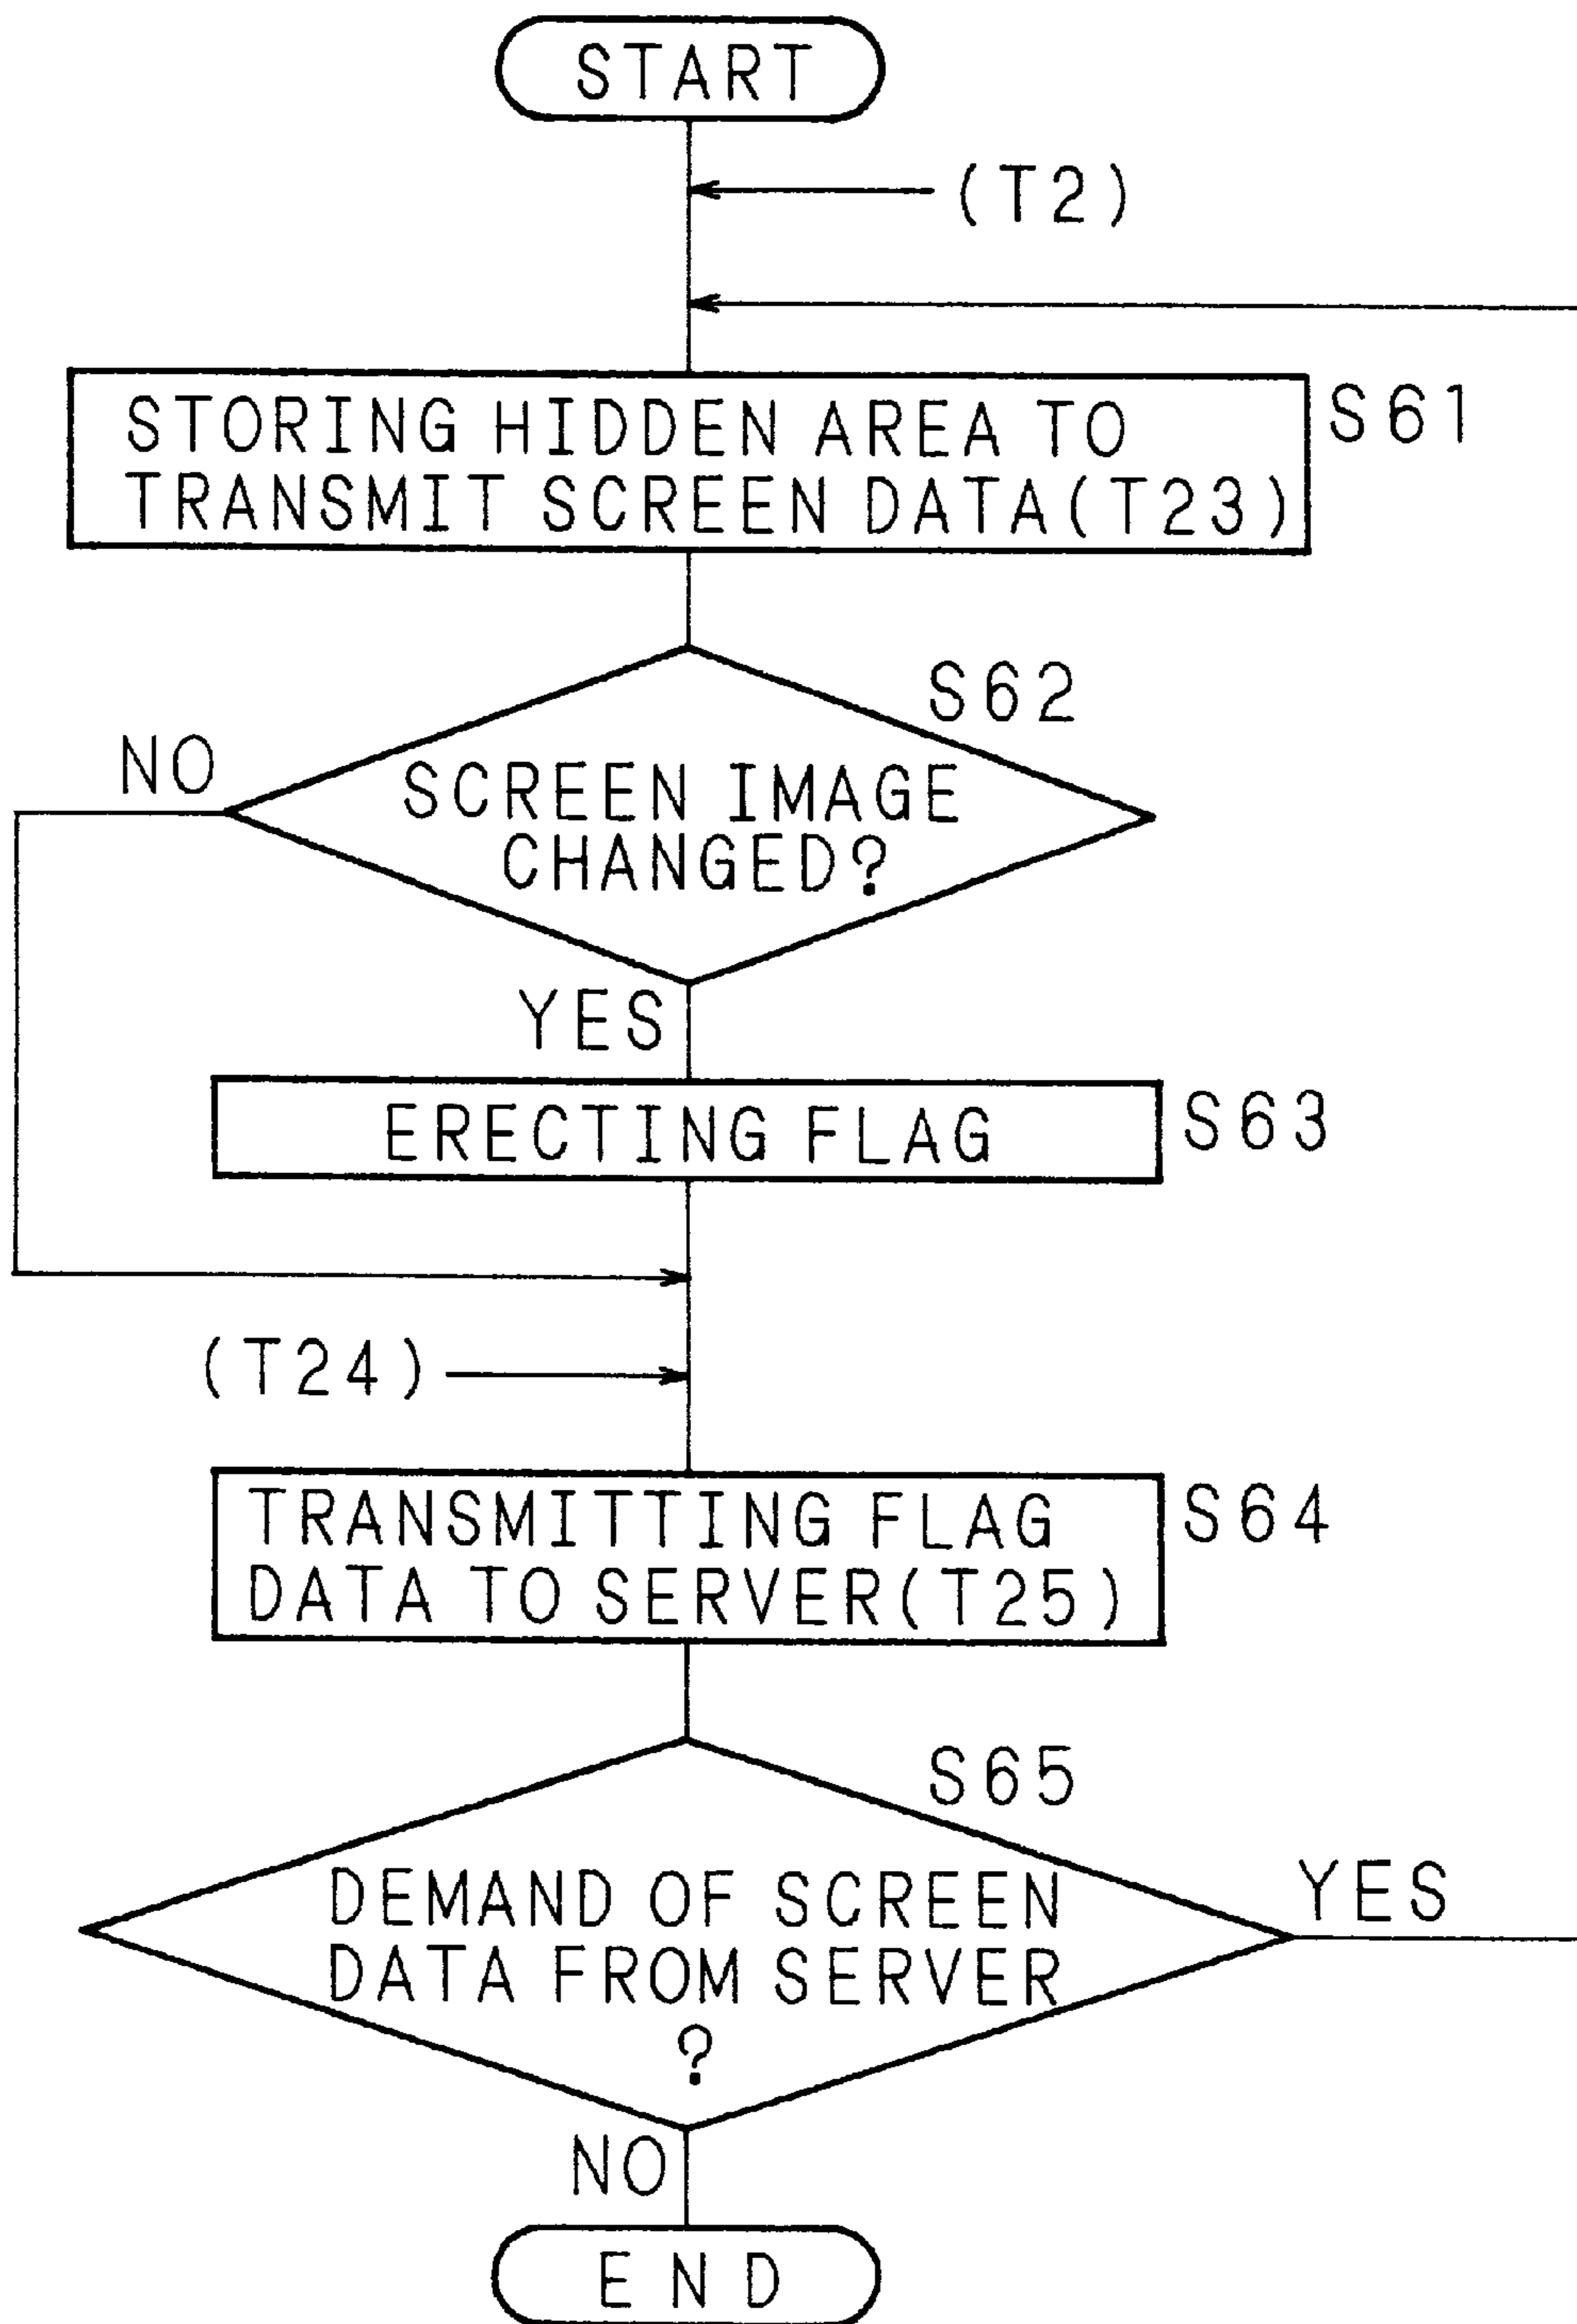 START
(T2)
STORING HIDDEN AREA TO
TRANSMIT SCREEN DATA(T23)
S61
S62
NO
SCREEN IMAGE
CHANGED?
YES
ERECTING FLAG
S63
(T24)
TRANSMITTING FLAG
DATA TO SERVER(T25)
S64
S65
DEMAND OF SCREEN
DATA FROM SERVER
?
YES
NO
END